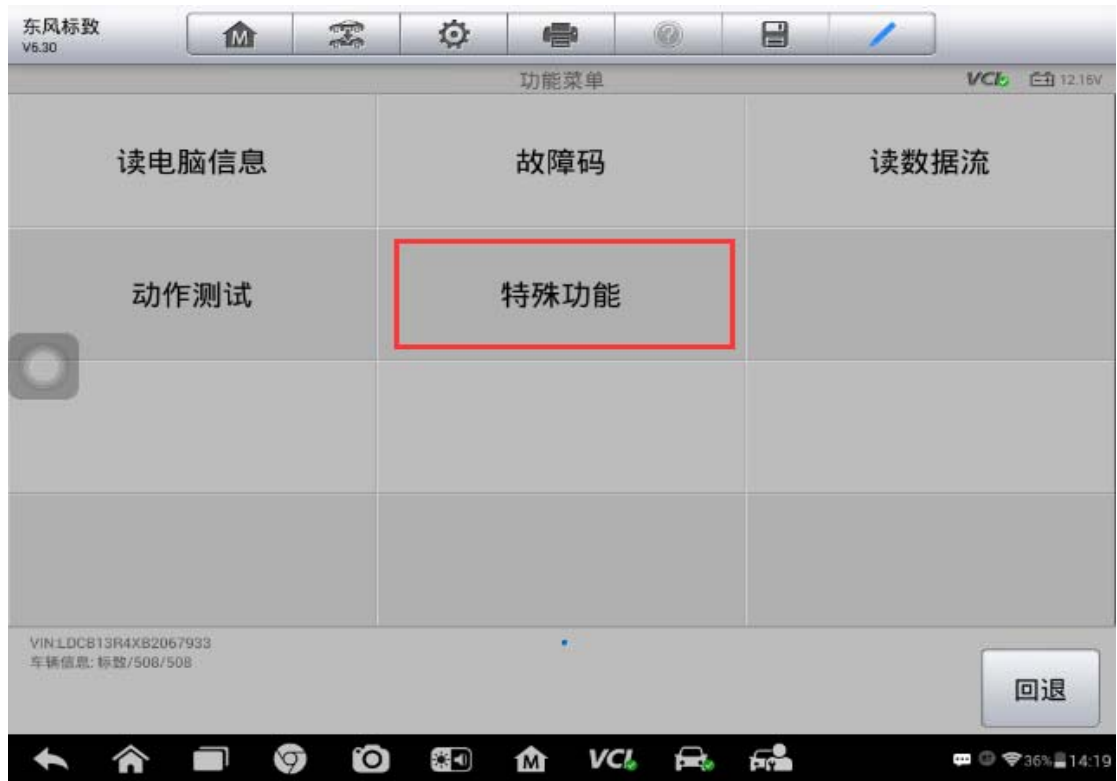 东风标致
V6.30
M
功能菜单
VCI 12.16V
读电脑信息
故障码
读数据流
动作测试
特殊功能
VIN:LDCB13R4XB2067933
车辆信息: 标致/508/508
回退
M
VCI
36%
14:19